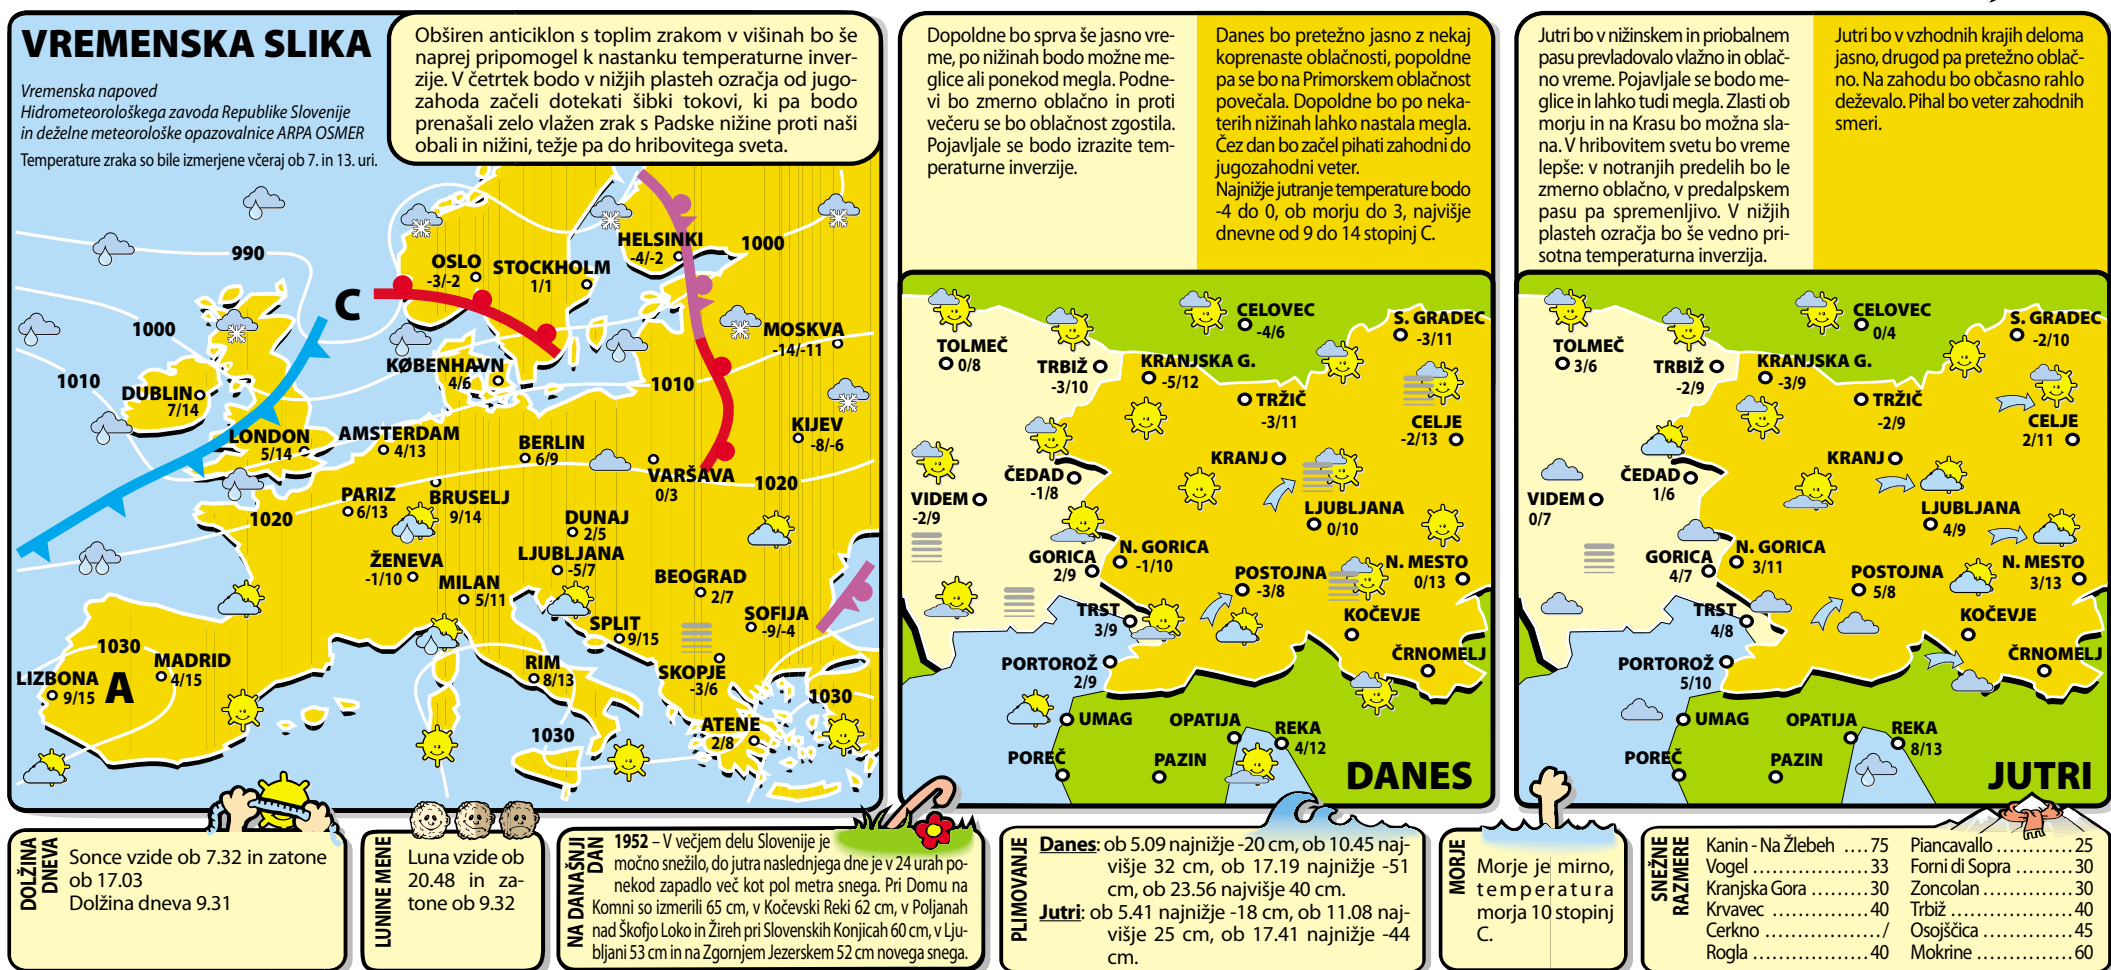 VREMENSKA SLIKA
Vremenska napoved
Hidrometeorološkega zavoda Republike Slovenije
in deželne meteorološke opazovalnice ARPA OSMER
Temperature zraka so bile izmerjene včeraj ob 7. in 13. uri.
Obširen anticiklon s toplim zrakom v višinah bo še
naprej pripomogel k nastanku temperaturne inver-
zije. V četrtek bodo v nižjih plasteh ozračja od jugo-
zahoda začeli dotekati šibki tokovi, ki pa bodo
prenašali zelo vlažen zrak s Padske nižine proti naši
obali in nižini, težje pa do hribovitega sveta.
990
1000
1010
C
OSLO
-3/-2
STOCKHOLM
1/1
HELSINKI
-4/-2
1000
MOSKVA
-14/-11
KØBENHAVN
4/6
1010
DUBLIN
7/14
LONDON
5/14
AMSTERDAM
4/13
BERLIN
6/9
KIJEV
-8/-6
VARŠAVA
0/3
1020
1020
PARIZ
6/13
BRUSELJ
9/14
DUNAJ
2/5
ŽENEVA
-1/10
LJUBLJANA
-5/7
MILAN
5/11
BEOGRAD
2/7
SOFIJA
-9/-4
SPLIT
9/15
1030
LIZBONA
9/15
A
MADRID
4/15
RIM
8/13
SKOPJE
-3/6
1030
1030
ATENE
2/8
Dopoldne bo sprva še jasno vre-
me, po nižinah bodo možne me-
glice ali ponekod megla. Podne-
vi bo zmerno oblačno in proti
večeru se bo oblačnost zgostila.
Pojavljale se bodo izrazite tem-
peraturne inverzije.
Danes bo pretežno jasno z nekaj
koprenaste oblačnosti, popoldne
pa se bo na Primorskem oblačnost
povečala. Dopoldne bo po neka-
terih nižinah lahko nastala megla.
Čez dan bo začel pihati zahodni do
jugozahodni veter.
Najnižje jutranje temperature bodo
-4 do 0, ob morju do 3, najvišje
dnevne od 9 do 14 stopinj C.
TOLMEČ
0/8
TRBIŽ
-3/10
CELOVEC
-4/6
S. GRADEC
-3/11
KRANJSKA G.
-5/12
TRŽIČ
-3/11
CELJE
-2/13
KRANJ
ČEDAD
-1/8
VIDEM
-2/9
LJUBLJANA
0/10
GORICA
2/9
N. GORICA
-1/10
POSTOJNA
-3/8
N. MESTO
0/13
TRST
3/9
KOČEVJE
PORTOROŽ
2/9
ČRNOMELJ
UMAG
OPATIJA
REKA
4/12
POREČ
PAZIN
DANES
Jutri bo v nižinskem in priobalnem
pasu prevladovalo vlažno in oblač-
no vreme. Pojavljale se bodo me-
glice in lahko tudi megla. Zlasti ob
morju in na Krasu bo možna sla-
na. V hribovitem svetu bo vreme
lepše: v notranjih predelih bo le
zmerno oblačno, v predalpskem
pasu pa spremenljivo. V nižjih
plasteh ozračja bo še vedno pri-
sotna temperaturna inverzija.
Jutri bo v vzhodnih krajih deloma
jasno, drugod pa pretežno oblač-
no. Na zahodu bo občasno rahlo
deževalo. Pihal bo veter zahodnih
smeri.
TOLMEČ
3/6
TRBIŽ
-2/9
CELOVEC
0/4
S. GRADEC
-2/10
KRANJSKA G.
-3/9
TRŽIČ
-2/9
CELJE
2/11
KRANJ
ČEDAD
1/6
VIDEM
0/7
LJUBLJANA
4/9
GORICA
4/7
N. GORICA
3/11
POSTOJNA
5/8
N. MESTO
3/13
TRST
4/8
KOČEVJE
PORTOROŽ
5/10
ČRNOMELJ
UMAG
OPATIJA
REKA
8/13
POREČ
PAZIN
JUTRI
DOLŽINA
DNEVA
Sonce vzide ob 7.32 in zatone
ob 17.03
Dolžina dneva 9.31
LUNINE MENE
Luna vzide ob
20.48 in za-
tone ob 9.32
NA DANAŠNJI
DAN
1952 – V večjem delu Slovenije je
močno snežilo, do jutra naslednjega dne je v 24 urah po-
nekod zapadlo več kot pol metra snega. Pri Domu na
Komni so izmerili 65 cm, v Kočevski Reki 62 cm, v Poljanah
nad Škofjo Loko in Žireh pri Slovenskih Konjicah 60 cm, v Lju-
bljani 53 cm in na Zgornjem Jezerskem 52 cm novega snega.
PLIMOVANJE
Danes: ob 5.09 najnižje -20 cm, ob 10.45 naj-
višje 32 cm, ob 17.19 najnižje -51
cm, ob 23.56 najvišje 40 cm.
Jutri: ob 5.41 najnižje -18 cm, ob 11.08 naj-
višje 25 cm, ob 17.41 najnižje -44
cm.
MORJE
Morje je mirno,
temperatura
morja 10 stopinj
C.
SNEŽNE
RAZMERE
Kanin - Na Žlebeh ....75
Vogel ....................33
Kranjska Gora ..........30
Krvavec .................40
Cerkno ..................../
Rogla ....................40
Piancavallo ............25
Forni di Sopra .........30
Zoncolan ...............30
Trbiž ....................40
Osojščica ..............45
Mokrine ................60